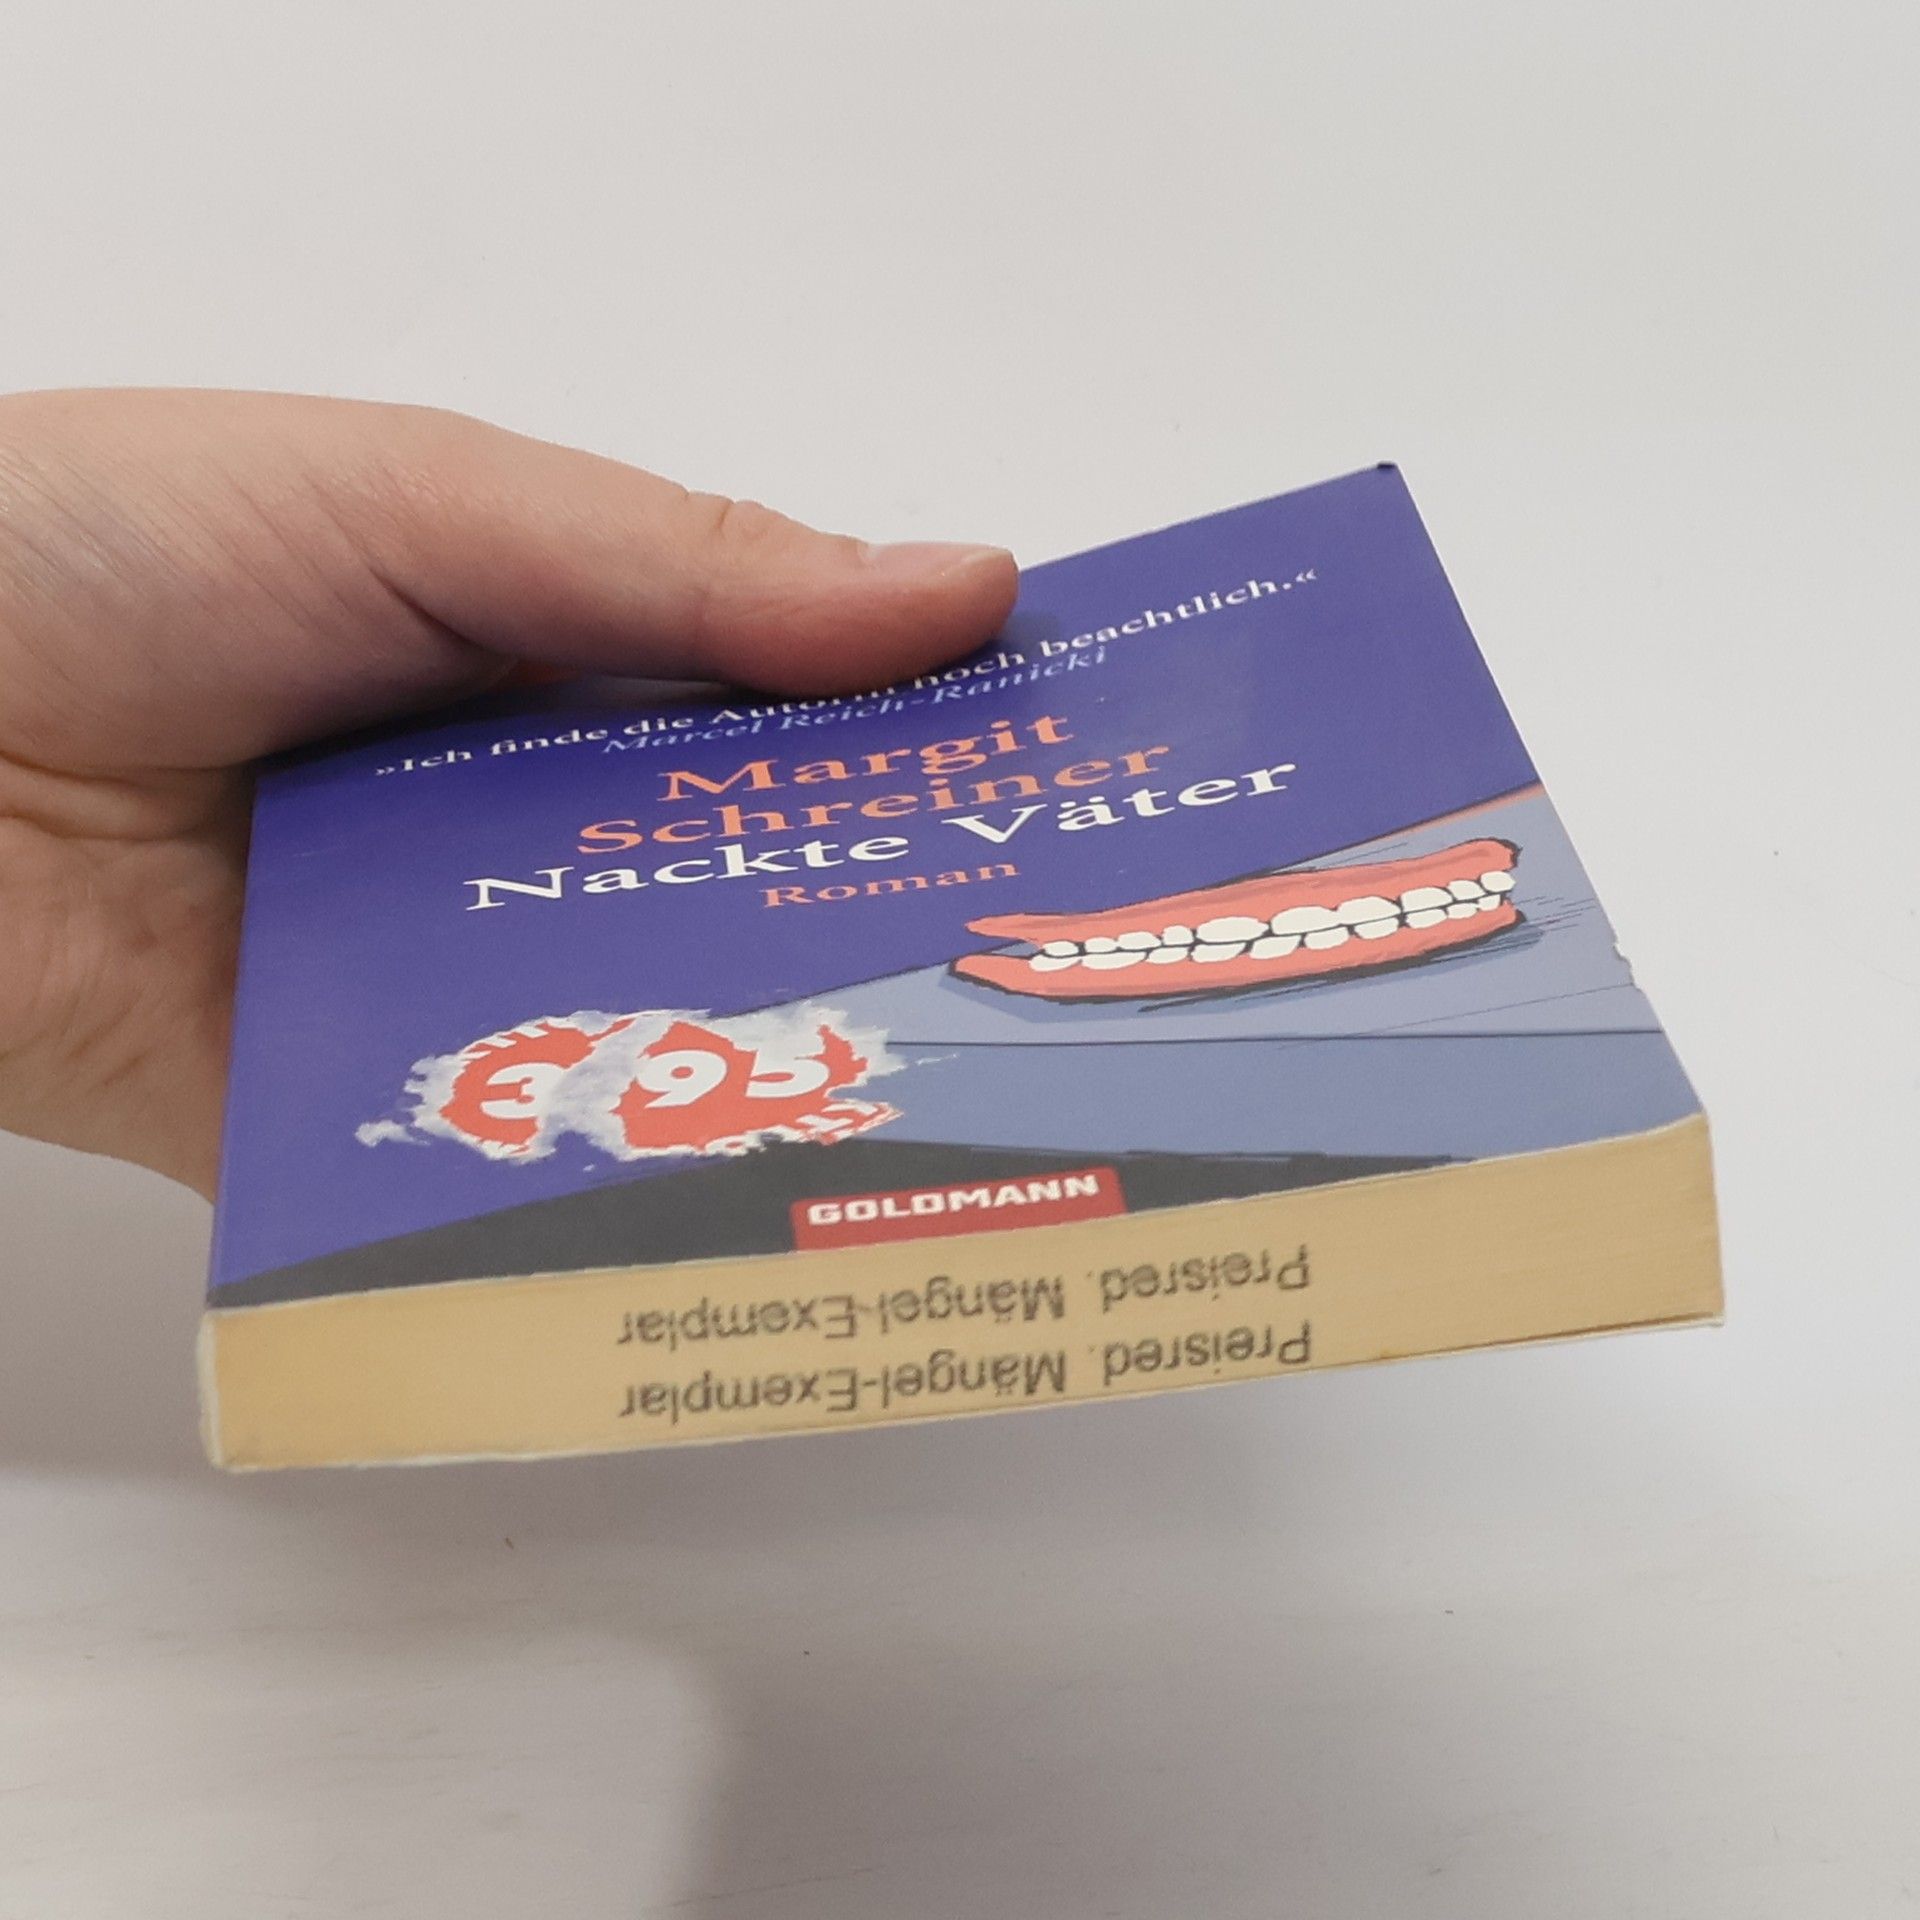 »Ich finde die Autorin hoch beachtlich.«
Marcel Reich-Ranicki
Margit
Schreiner
Nackte Väter
Roman
3 95
GOLDMANN
Preisred. Mängel-Exemplar
Preisred. Mängel-Exemplar